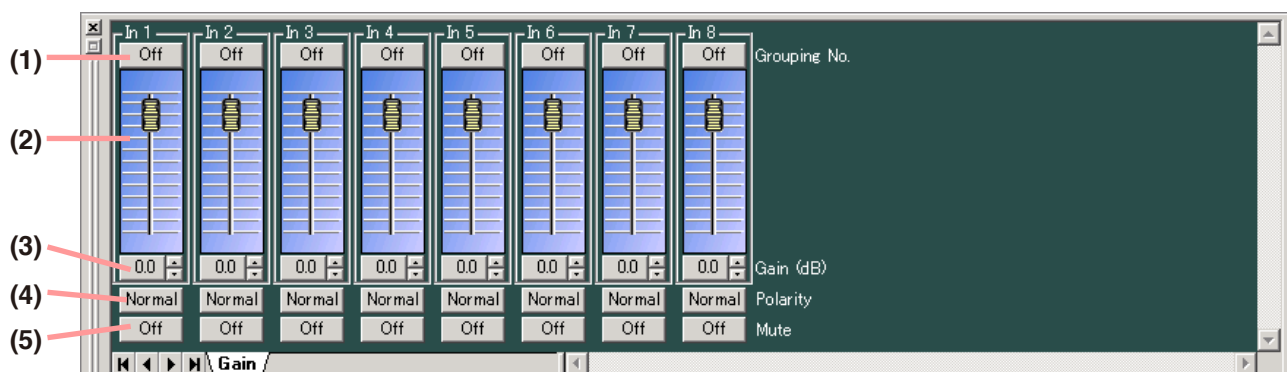 In 1 In 2 In 3 In 4 In 5 In 6 In 7 In 8
(1) Off Off Off Off Off Off Off Off Grouping No.
(2)
(3) 0.0 0.0 0.0 0.0 0.0 0.0 0.0 0.0 Gain (dB)
(4) Normal Normal Normal Normal Normal Normal Normal Normal Polarity
(5) Off Off Off Off Off Off Off Off Mute
Gain